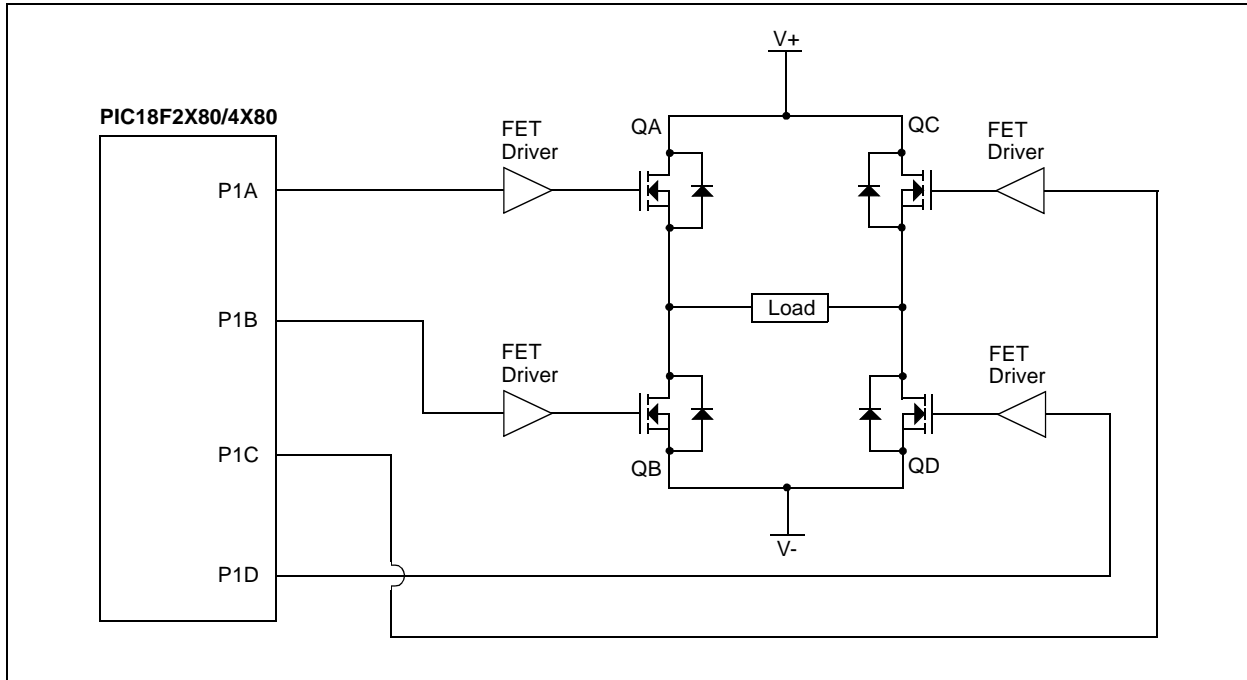 V+
PIC18F2X80/4X80
FET
Driver
QA
QC
FET
Driver
P1A
P1B
Load
FET
Driver
FET
Driver
P1C
QB
QD
V-
P1D